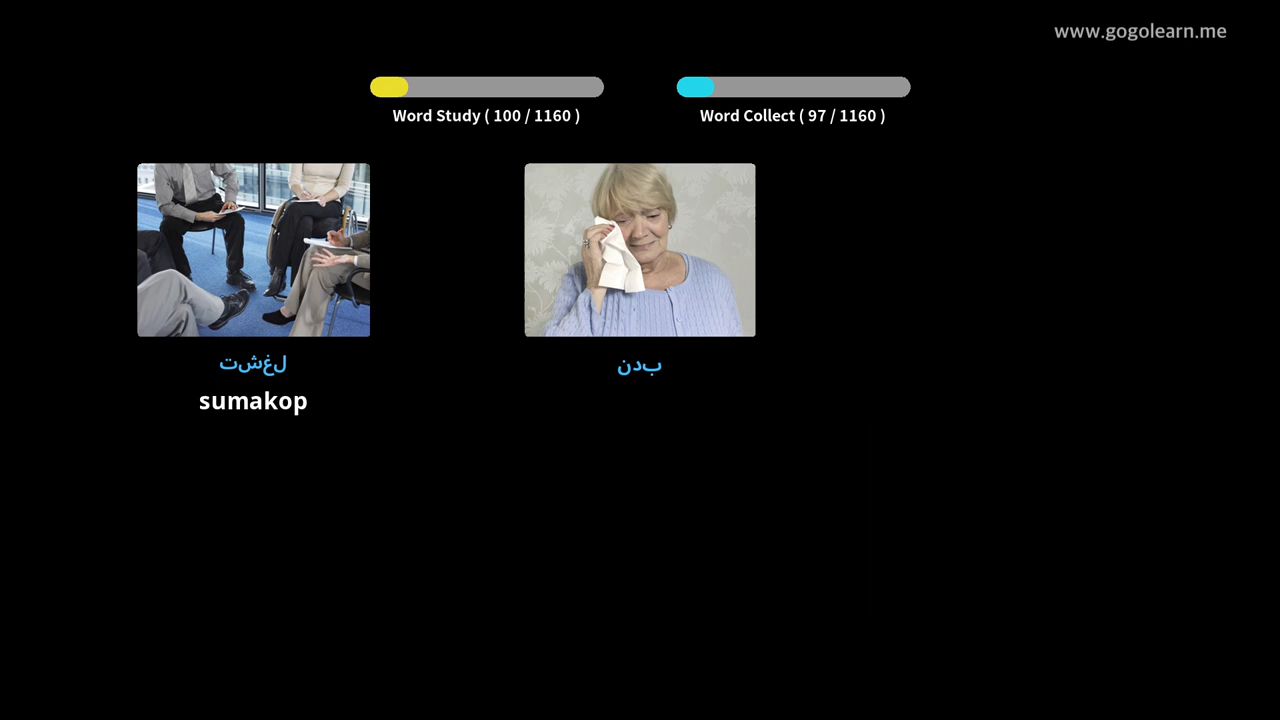 www.gogolearn.me
Word Study ( 100 / 1160 )
Word Collect ( 97 / 1160 )
لغشت
بدن
sumakop